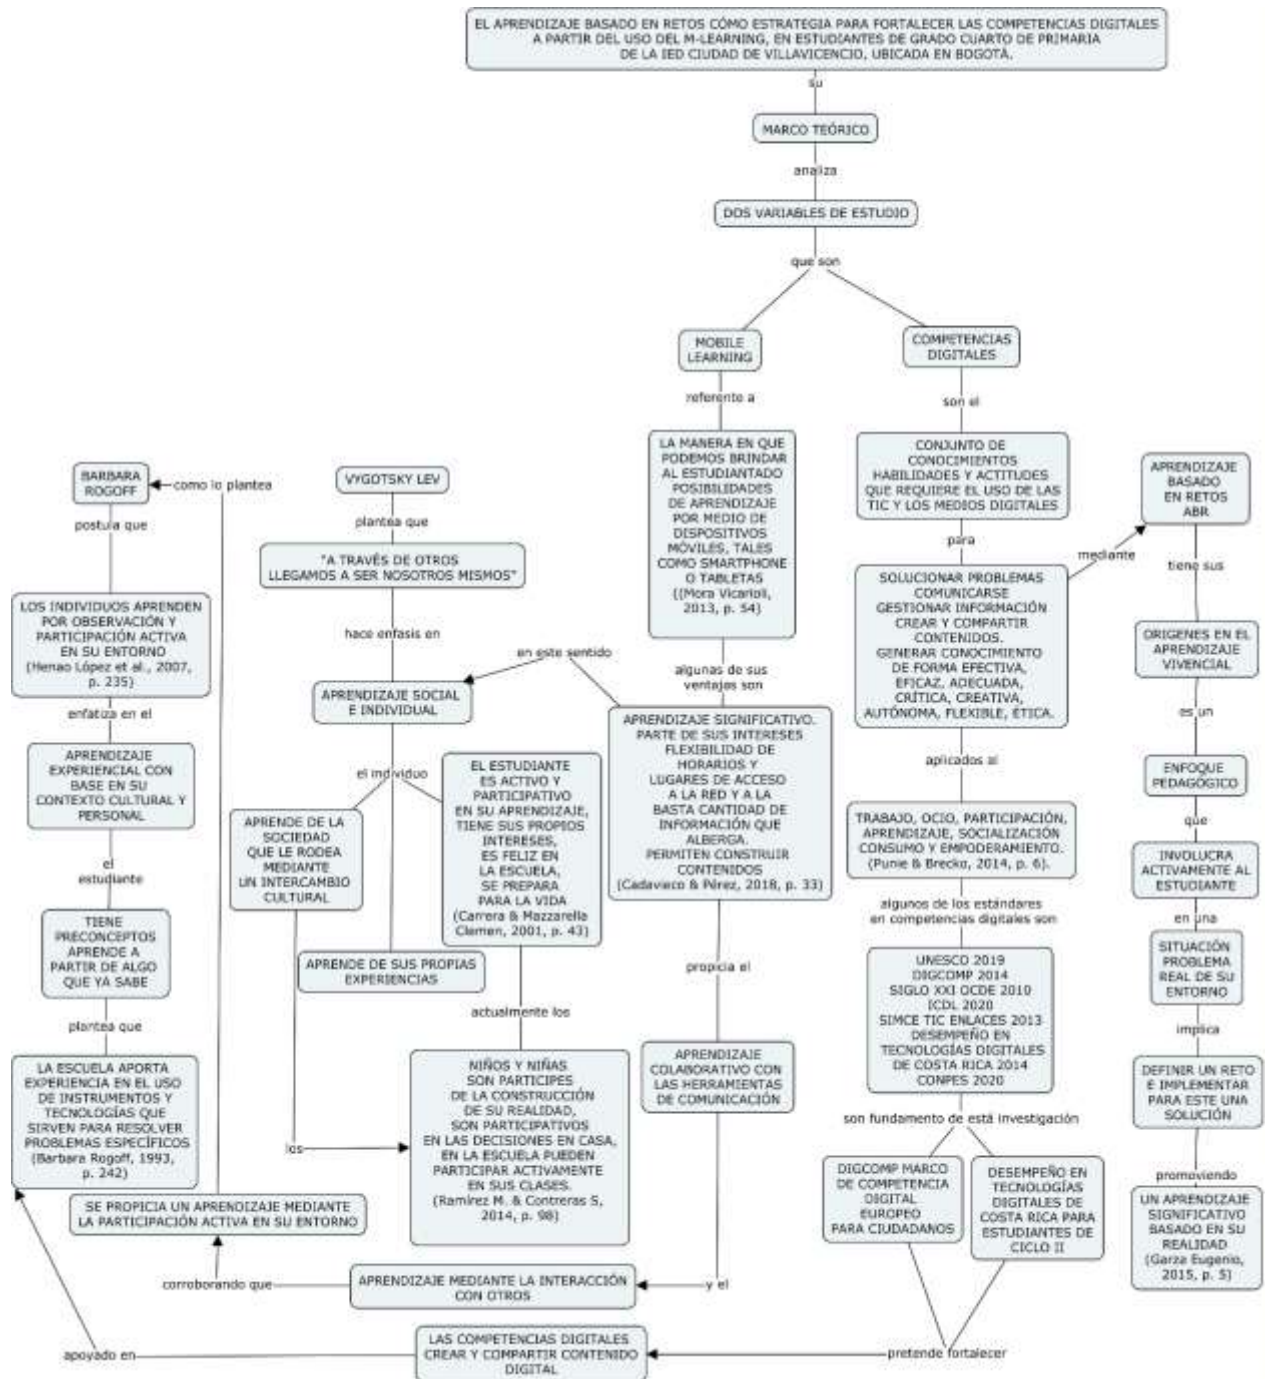 EL APRENDIZAJE BASADO EN RETOS CÓMO ESTRATEGIA PARA FORTALECER LAS COMPETENCIAS DIGITALES
A PARTIR DEL USO DEL M-LEARNING, EN ESTUDIANTES DE GRADO CUARTO DE PRIMARIA
DE LA IED CIUDAD DE VILLAVICENCIO, UBICADA EN BOGOTÁ.
su
MARCO TEÓRICO
analiza
DOS VARIABLES DE ESTUDIO
que son
MOBILE
LEARNING
referente a
LA MANERA EN QUE
PODEMOS BRINDAR
AL ESTUDIANTADO
POSIBILIDADES
DE APRENDIZAJE
POR MEDIO DE
DISPOSITIVOS
MÓVILES, TALES
COMO SMARTPHONE
O TABLETAS
((Mora Vicarioli,
2013, p. 54)
algunas de sus
ventajas son
APRENDIZAJE SIGNIFICATIVO.
PARTE DE SUS INTERESES
FLEXIBILIDAD DE
HORARIOS Y
LUGARES DE ACCESO
A LA RED Y A LA
BASTA CANTIDAD DE
INFORMACIÓN QUE
ALBERGA.
PERMITEN CONSTRUIR
CONTENIDOS
(Cadavieco & Pérez, 2018, p. 33)
propicia el
APRENDIZAJE
COLABORATIVO CON
LAS HERRAMIENTAS
DE COMUNICACIÓN
y el
APRENDIZAJE MEDIANTE LA INTERACCIÓN
CON OTROS
corroborando que
SE PROPICIA UN APRENDIZAJE MEDIANTE
LA PARTICIPACIÓN ACTIVA EN SU ENTORNO
como lo plantea
BARBARA
ROGOFF
postula que
LOS INDIVIDUOS APRENDEN
POR OBSERVACIÓN Y
PARTICIPACIÓN ACTIVA
EN SU ENTORNO
(Henao López et al., 2007,
p. 235)
enfatiza en el
APRENDIZAJE
EXPERIENCIAL CON
BASE EN SU
CONTEXTO CULTURAL Y
PERSONAL
el
estudiante
TIENE
PRECONCEPTOS
APRENDE A
PARTIR DE ALGO
QUE YA SABE
plantea que
LA ESCUELA APORTA
EXPERIENCIA EN EL USO
DE INSTRUMENTOS Y
TECNOLOGÍAS QUE
SIRVEN PARA RESOLVER
PROBLEMAS ESPECÍFICOS
(Barbara Rogoff, 1993,
p. 242)
en este sentido
VYGOTSKY LEV
plantea que
"A TRAVÉS DE OTROS
LLEGAMOS A SER NOSOTROS MISMOS"
hace enfasis en
APRENDIZAJE SOCIAL
E INDIVIDUAL
el individuo
APRENDE DE LA
SOCIEDAD
QUE LE RODEA
MEDIANTE
UN INTERCAMBIO
CULTURAL
APRENDE DE SUS PROPIAS
EXPERIENCIAS
EL ESTUDIANTE
ES ACTIVO Y
PARTICIPATIVO
EN SU APRENDIZAJE,
TIENE SUS PROPIOS
INTERESES,
ES FELIZ EN
LA ESCUELA,
SE PREPARA
PARA LA VIDA
(Carrera & Mazzarella
Clemen, 2001, p. 43)
actualmente los
los
NIÑOS Y NIÑAS
SON PARTICIPES
DE LA CONSTRUCCIÓN
DE SU REALIDAD,
SON PARTICIPATIVOS
EN LAS DECISIONES EN CASA,
EN LA ESCUELA PUEDEN
PARTICIPAR ACTIVAMENTE
EN SUS CLASES.
(Ramírez M. & Contreras S,
2014, p. 98)
COMPETENCIAS
DIGITALES
son el
CONJUNTO DE
CONOCIMIENTOS
HABILIDADES Y ACTITUDES
QUE REQUIERE EL USO DE LAS
TIC Y LOS MEDIOS DIGITALES
para
SOLUCIONAR PROBLEMAS
COMUNICARSE
GESTIONAR INFORMACIÓN
CREAR Y COMPARTIR
CONTENIDOS.
GENERAR CONOCIMIENTO
DE FORMA EFECTIVA,
EFICAZ, ADECUADA,
CRÍTICA, CREATIVA,
AUTÓNOMA, FLEXIBLE, ÉTICA.
aplicados al
TRABAJO, OCIO, PARTICIPACIÓN,
APRENDIZAJE, SOCIALIZACIÓN
CONSUMO Y EMPODERAMIENTO.
(Punie & Brecko, 2014, p. 6).
algunos de los estándares
en competencias digitales son
UNESCO 2019
DIGCOMP 2014
SIGLO XXI OCDE 2010
ICDL 2020
SIMCE TIC ENLACES 2013
DESEMPEÑO EN
TECNOLOGÍAS DIGITALES
DE COSTA RICA 2014
CONPES 2020
son fundamento de está investigación
DIGCOMP MARCO
DE COMPETENCIA
DIGITAL
EUROPEO
PARA CIUDADANOS
DESEMPEÑO EN
TECNOLOGÍAS
DIGITALES DE
COSTA RICA PARA
ESTUDIANTES DE
CICLO II
pretende fortalecer
LAS COMPETENCIAS DIGITALES
CREAR Y COMPARTIR CONTENIDO
DIGITAL
apoyado en
mediante
APRENDIZAJE
BASADO
EN RETOS
ABR
tiene sus
ORIGENES EN EL
APRENDIZAJE
VIVENCIAL
es un
ENFOQUE
PEDAGÓGICO
que
INVOLUCRA
ACTIVAMENTE AL
ESTUDIANTE
en una
SITUACIÓN
PROBLEMA
REAL DE SU
ENTORNO
implica
DEFINIR UN RETO
E IMPLEMENTAR
PARA ESTE UNA
SOLUCIÓN
promoviendo
UN APRENDIZAJE
SIGNIFICATIVO
BASADO EN SU
REALIDAD
(Garza Eugenio,
2015, p. 5)